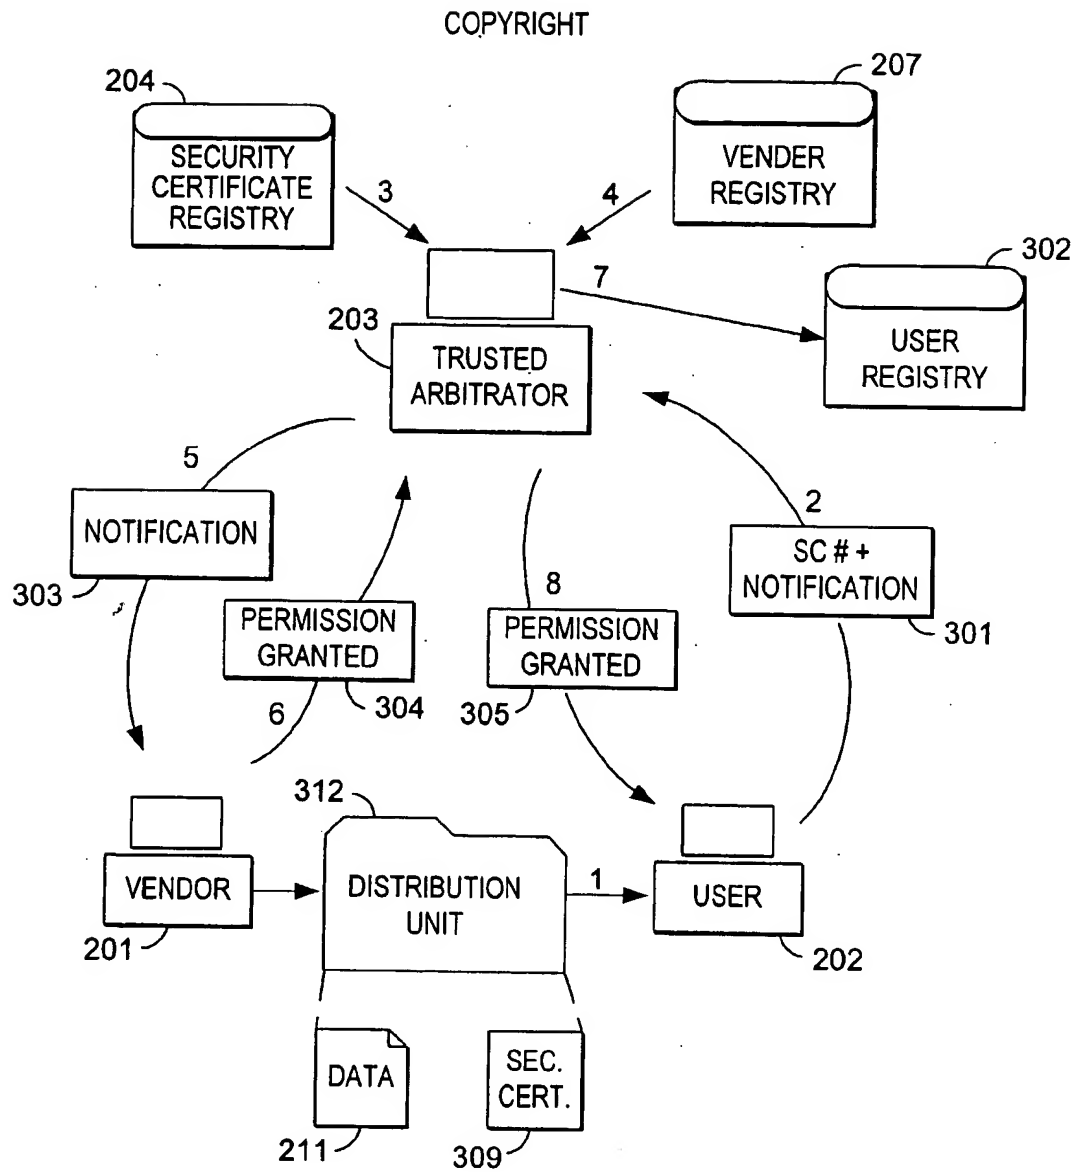 COPYRIGHT
204
207
SECURITY
CERTIFICATE
REGISTRY
VENDER
REGISTRY
3
4
302
7
USER
REGISTRY
203
TRUSTED
ARBITRATOR
5
2
NOTIFICATION
303
SC # +
NOTIFICATION
301
8
PERMISSION
GRANTED
304
PERMISSION
GRANTED
305
6
312
VENDOR
201
DISTRIBUTION
UNIT
1
USER
202
DATA
211
SEC.
CERT.
309